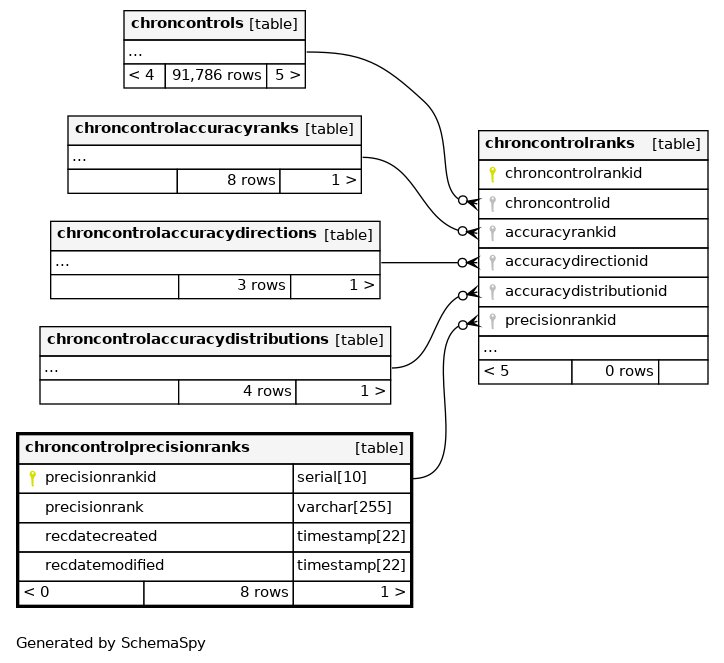 chroncontrols [table]
...
< 4 91,786 rows 5 >
chroncontrolaccuracyranks [table]
...
8 rows 1 >
chroncontrolaccuracydirections [table]
...
3 rows 1 >
chroncontrolaccuracydistributions [table]
...
4 rows 1 >
chroncontrolprecisionranks [table]
precisionrankid serial[10]
precisionrank varchar[255]
recdatecreated timestamp[22]
recdatemodified timestamp[22]
< 0 8 rows 1 >
chroncontrolranks [table]
chroncontrolrankid
chroncontrolid
accuracyrankid
accuracydirectionid
accuracydistributionid
precisionrankid
...
< 5 0 rows
Generated by SchemaSpy